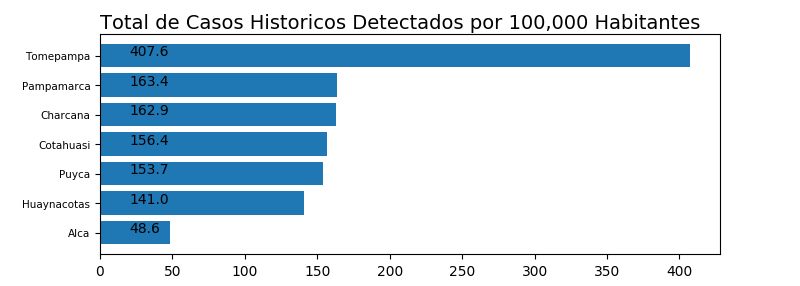 Total de Casos Historicos Detectados por 100,000 Habitantes
Tomepampa 407.6
Pampamarca 163.4
Charcana 162.9
Cotahuasi 156.4
Puyca 153.7
Huaynacotas 141.0
Alca 48.6
0 50 100 150 200 250 300 350 400